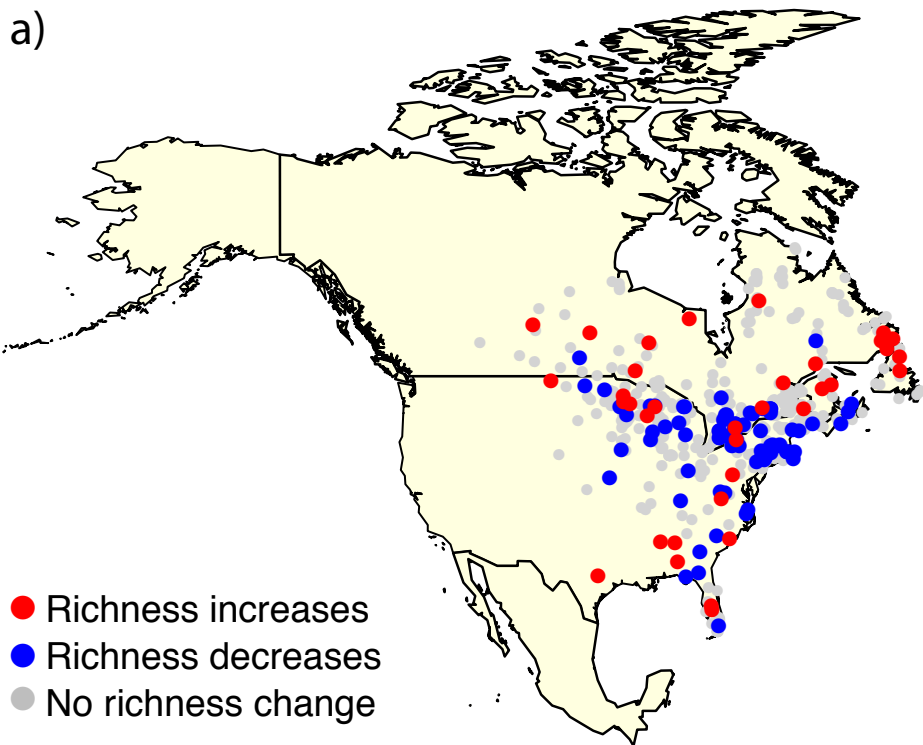 a)
Richness increases
Richness decreases
No richness change